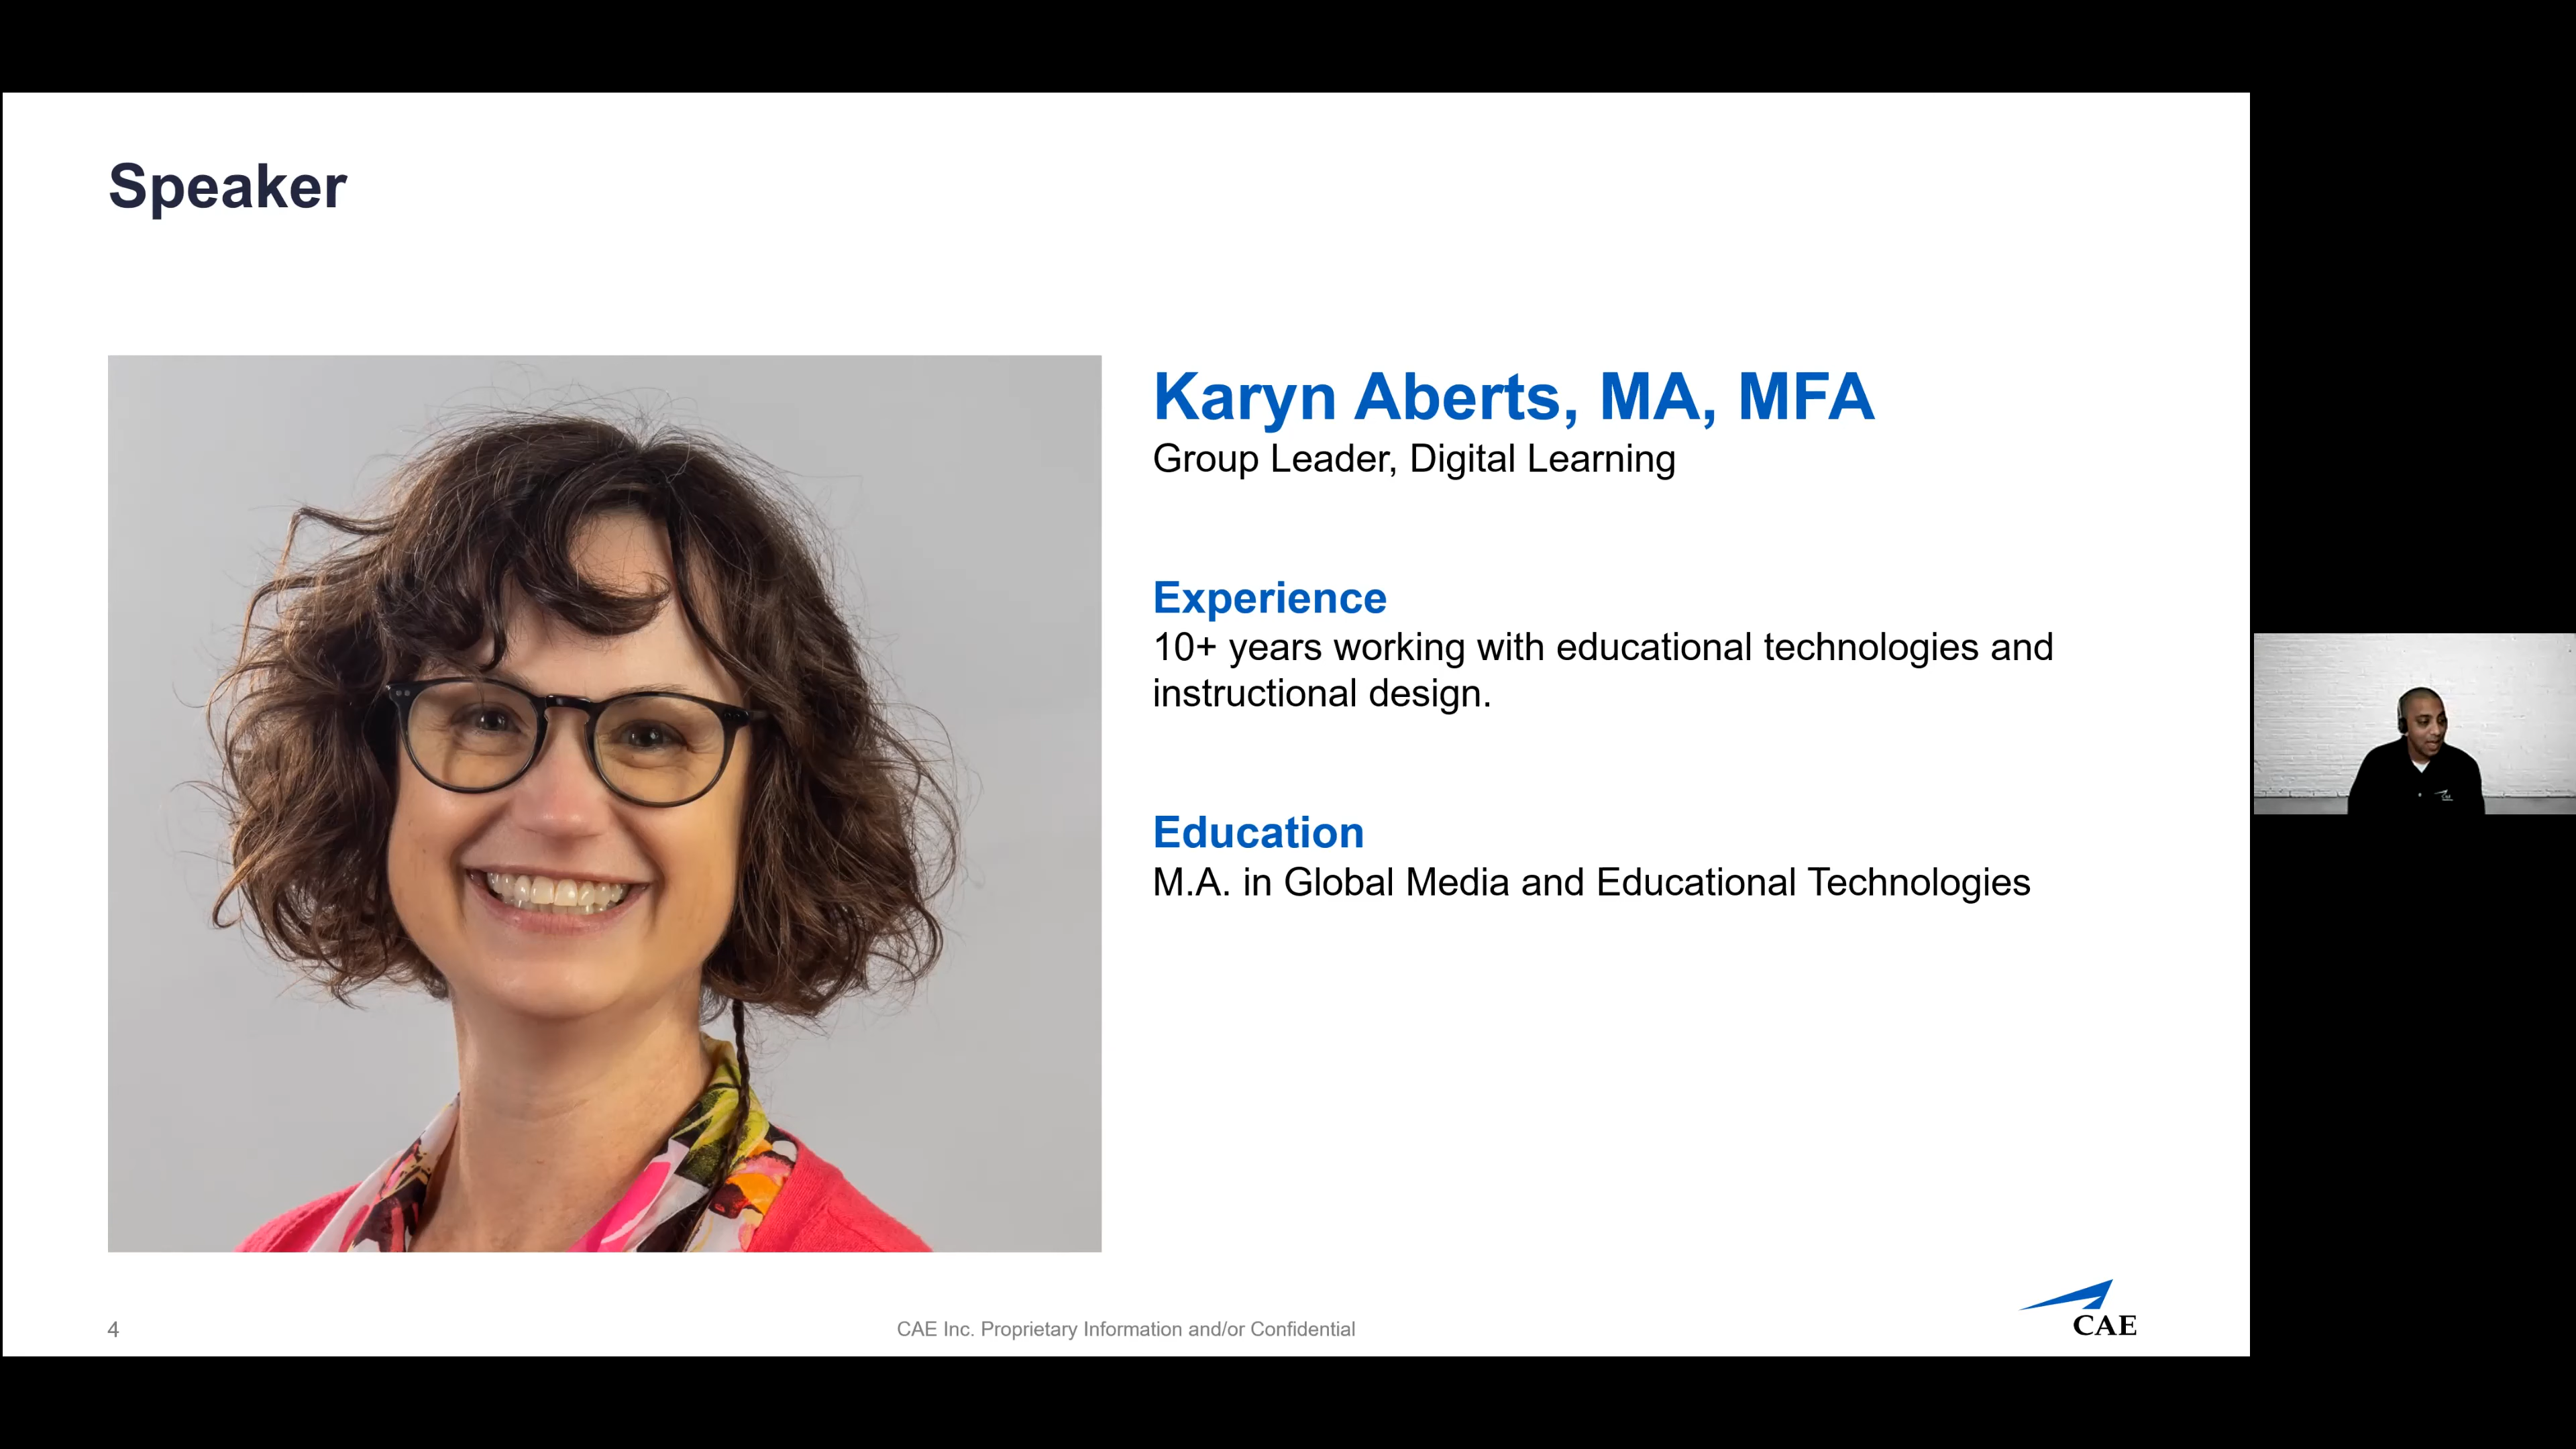 Speaker
Karyn Aberts, MA, MFA
Group Leader, Digital Learning
Experience
10+ years working with educational technologies and
instructional design.
Education
M.A. in Global Media and Educational Technologies
4
CAE Inc. Proprietary Information and/or Confidential
CAE